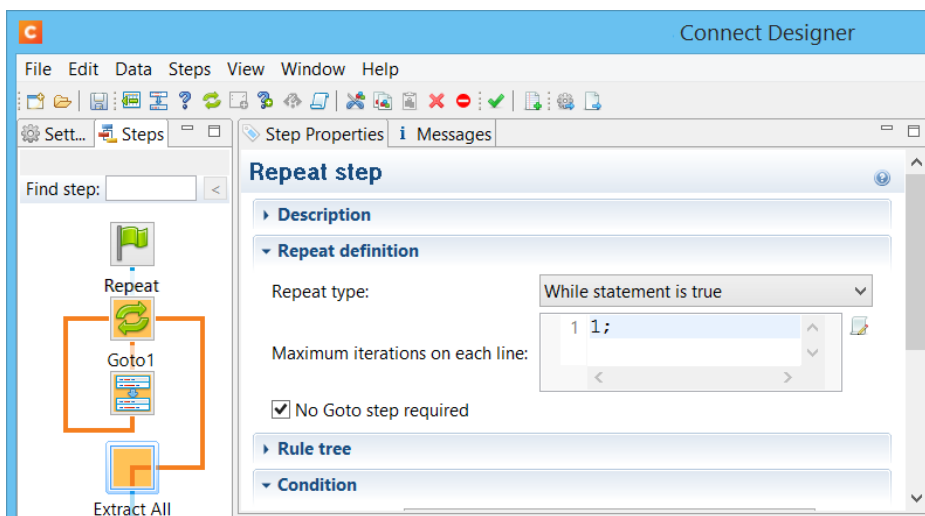 C
Connect Designer
File Edit Data Steps View Window Help
Sett... Steps
Step Properties i Messages
Find step: <
Repeat
Goto1
Extract All
Repeat step
Description
Repeat definition
Repeat type: While statement is true
Maximum iterations on each line: 1 1;
No Goto step required
Rule tree
Condition